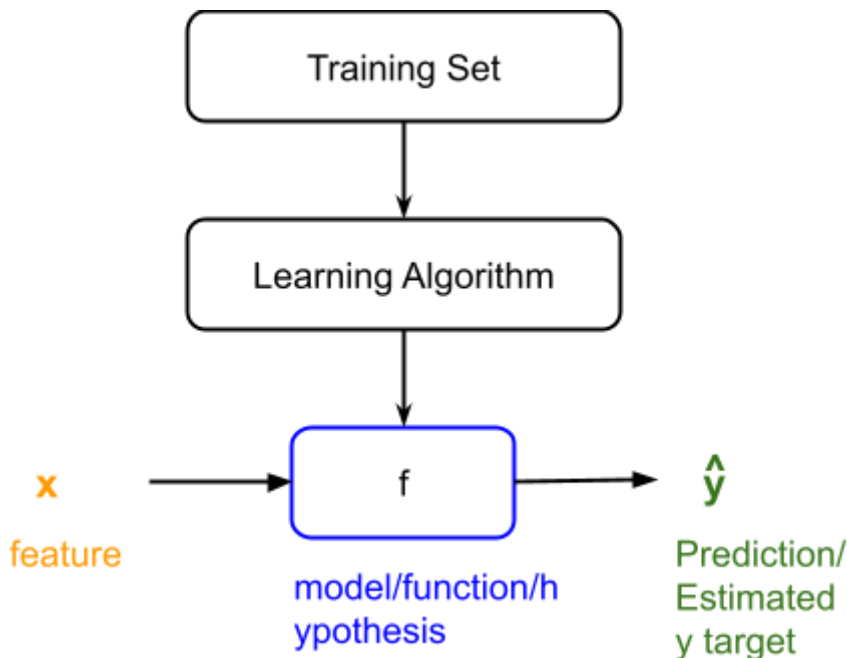 Training Set
Learning Algorithm
x
f
ŷ
feature
model/function/h
ypothesis
Prediction/
Estimated
y target